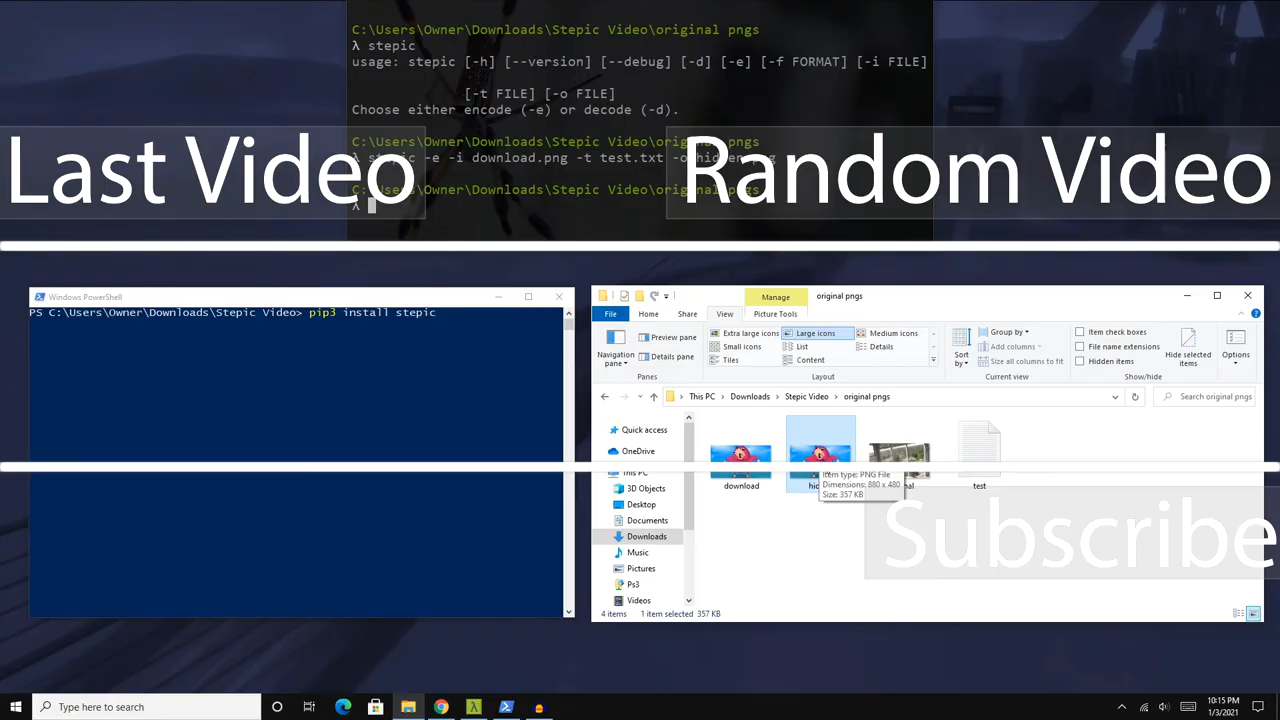 C:\Users\Owner\Downloads\Stepic Video\original pngs
λ stepic
usage: stepic [-h] [--version] [--debug] [-d] [-e] [-f FORMAT] [-i FILE]
[-t FILE] [-o FILE]
Choose either encode (-e) or decode (-d).
C:\Users\Owner\Downloads\Stepic Video\original pngs
λ stepic -e -i download.png -t test.txt -o
C:\Users\Owner\Downloads\Stepic Video\original pngs
λ
Last Video
Random Video
Windows PowerShell
PS C:\Users\Owner\Downloads\Stepic Video> pip3 install stepic
Manage
original pngs
File
Home
Share
View
Picture Tools
Navigation pane
Preview pane
Details pane
Panes
Extra large icons
Large icons
Medium icons
Small icons
List
Details
Tiles
Content
Layout
Sort by
Group by
Add columns
Size all columns to fit
Current view
Item check boxes
File name extensions
Hidden items
Hide selected items
Show/hide
Options
This PC
Downloads
Stepic Video
original pngs
Search original pngs
Quick access
OneDrive
This PC
3D Objects
Desktop
Documents
Downloads
Music
Pictures
Ps3
Videos
download
test
Item type: PNG File
Dimensions: 880 x 480
Size: 357 KB
Subscribe
4 items
1 item selected 357 KB
Type here to search
10:15 PM
1/3/2021